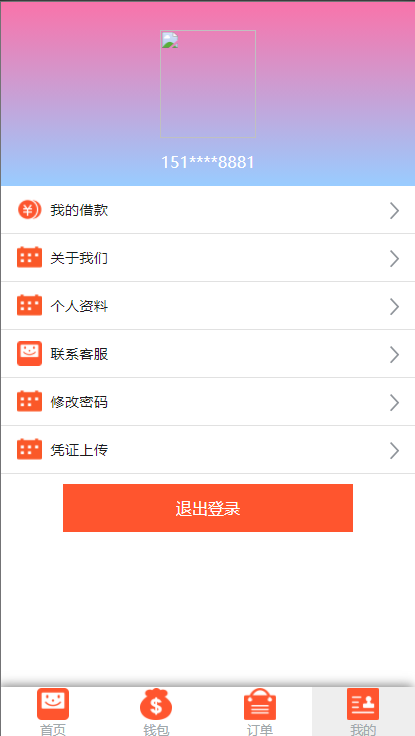 151****8881
我的借款
关于我们
个人资料
联系客服
修改密码
凭证上传
退出登录
首页
钱包
订单
我的